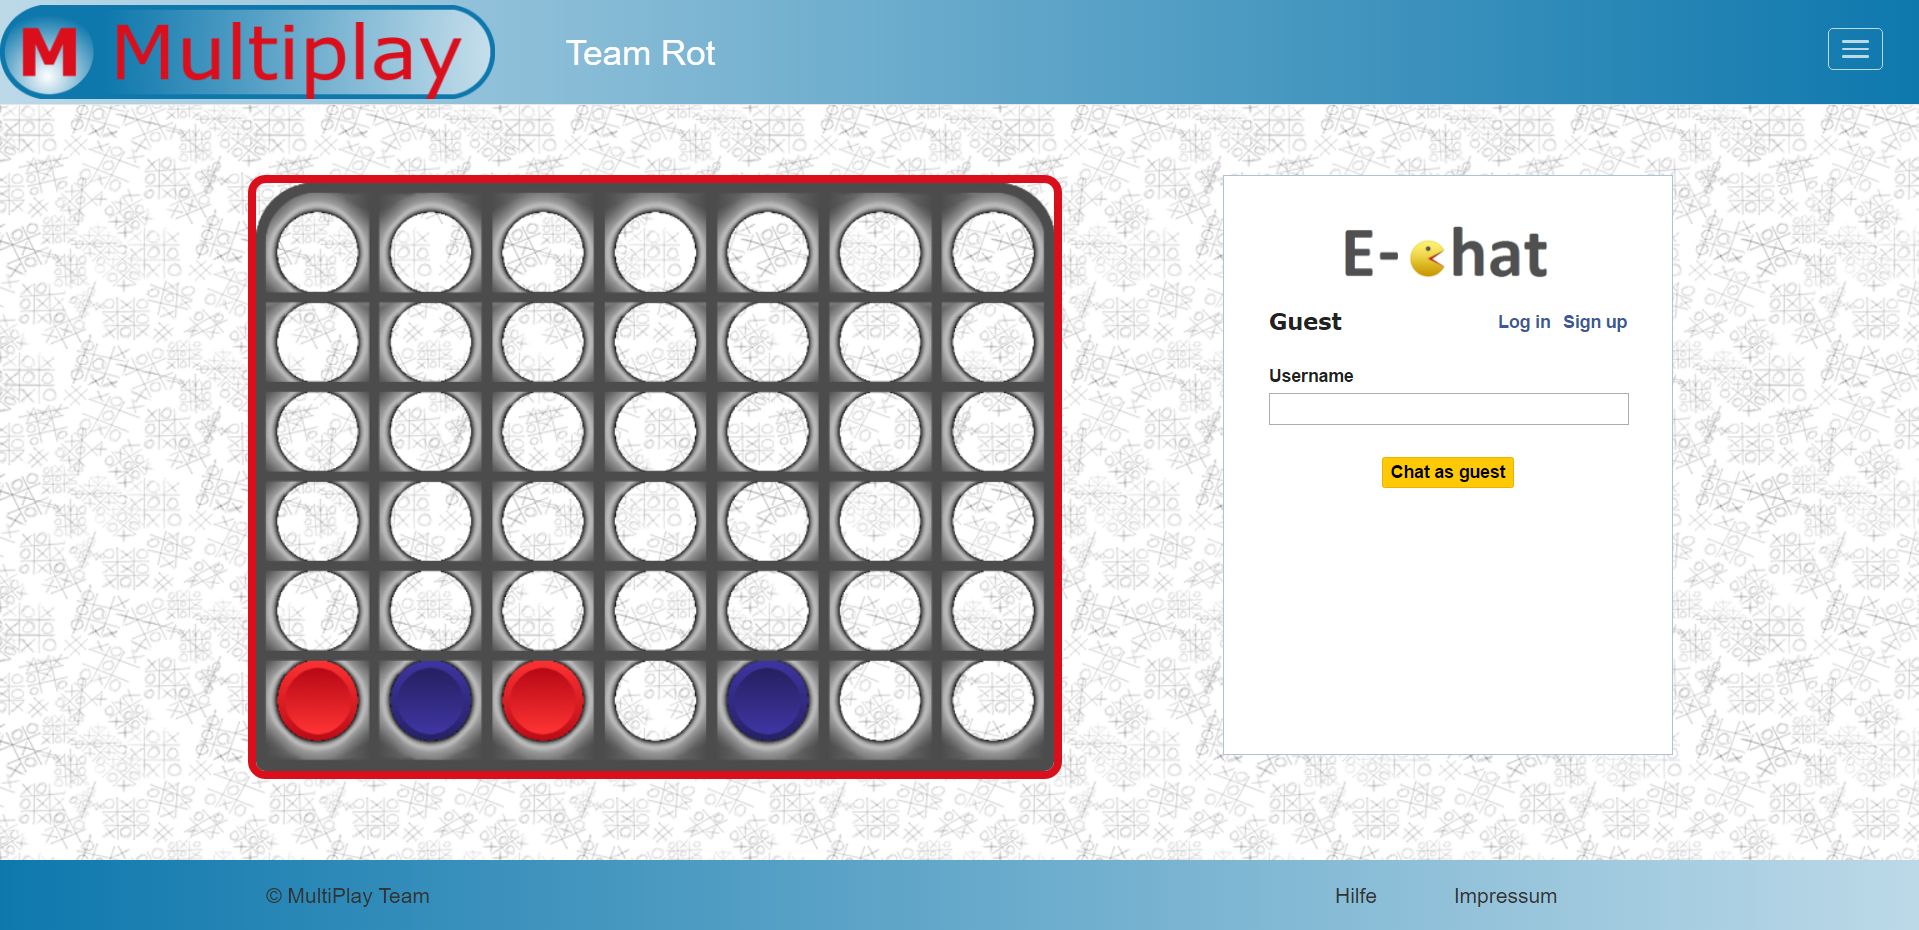 M Multiplay
Team Rot
E-chat
Guest
Log in Sign up
Username
Chat as guest
© MultiPlay Team
Hilfe
Impressum